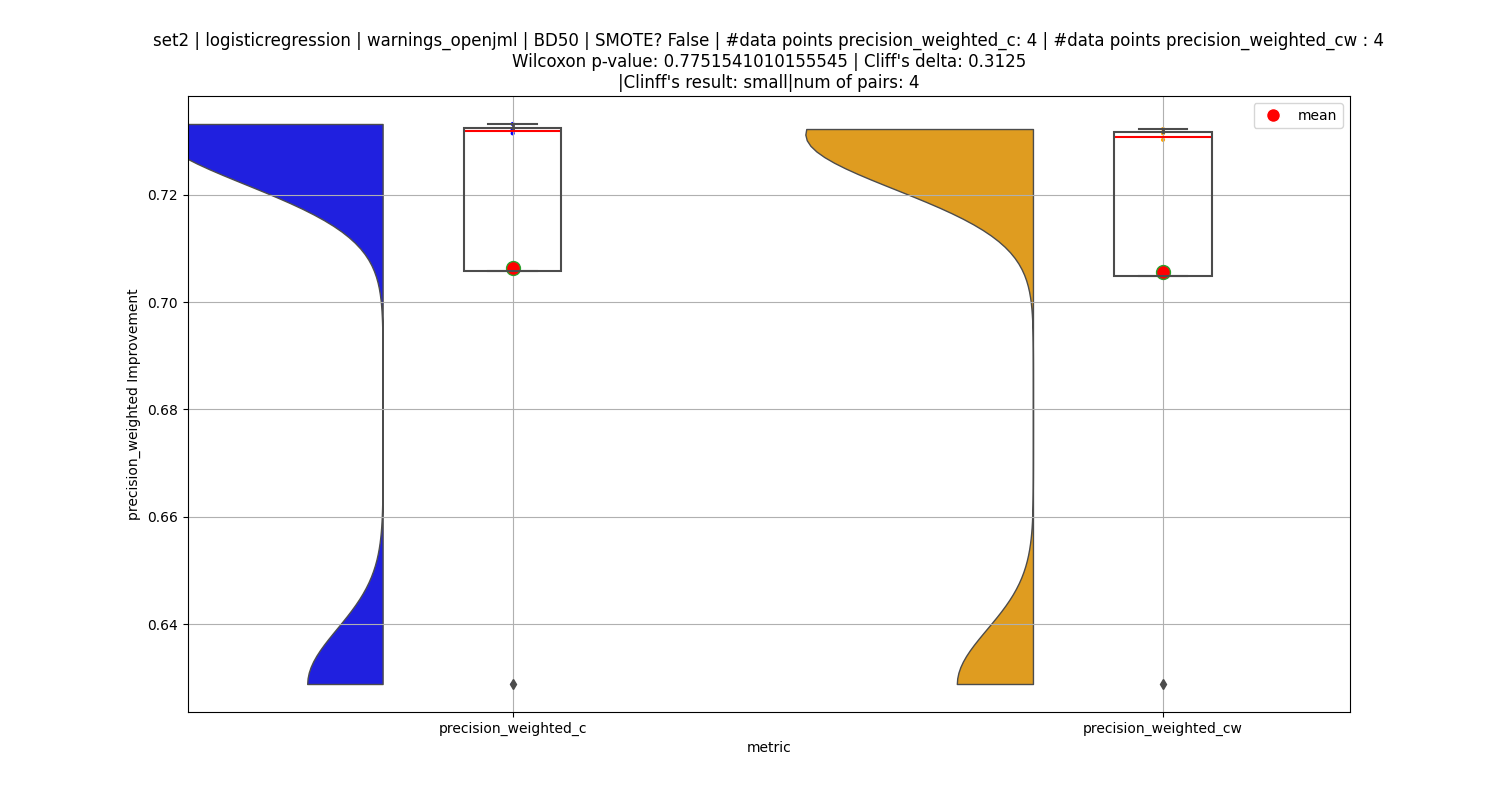 set2 | logisticregression | warnings_openjml | BD50 | SMOTE? False | #data points precision_weighted_c: 4 | #data points precision_weighted_cw : 4
Wilcoxon p-value: 0.7751541010155545 | Cliff's delta: 0.3125
|Clinff's result: small|num of pairs: 4
mean
precision_weighted Improvement
0.72
0.70
0.68
0.66
0.64
precision_weighted_c
precision_weighted_cw
metric